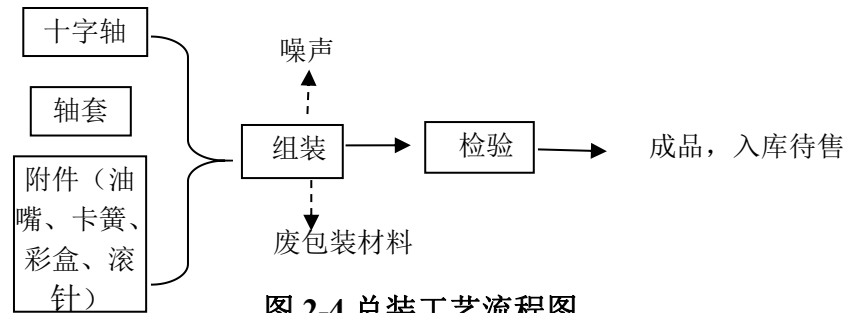 十字轴
噪声
轴套
组装
检验
成品，入库待售
附件（油
嘴、卡簧、
彩盒、滚
针）
废包装材料
图 2-4 总装工艺流程图